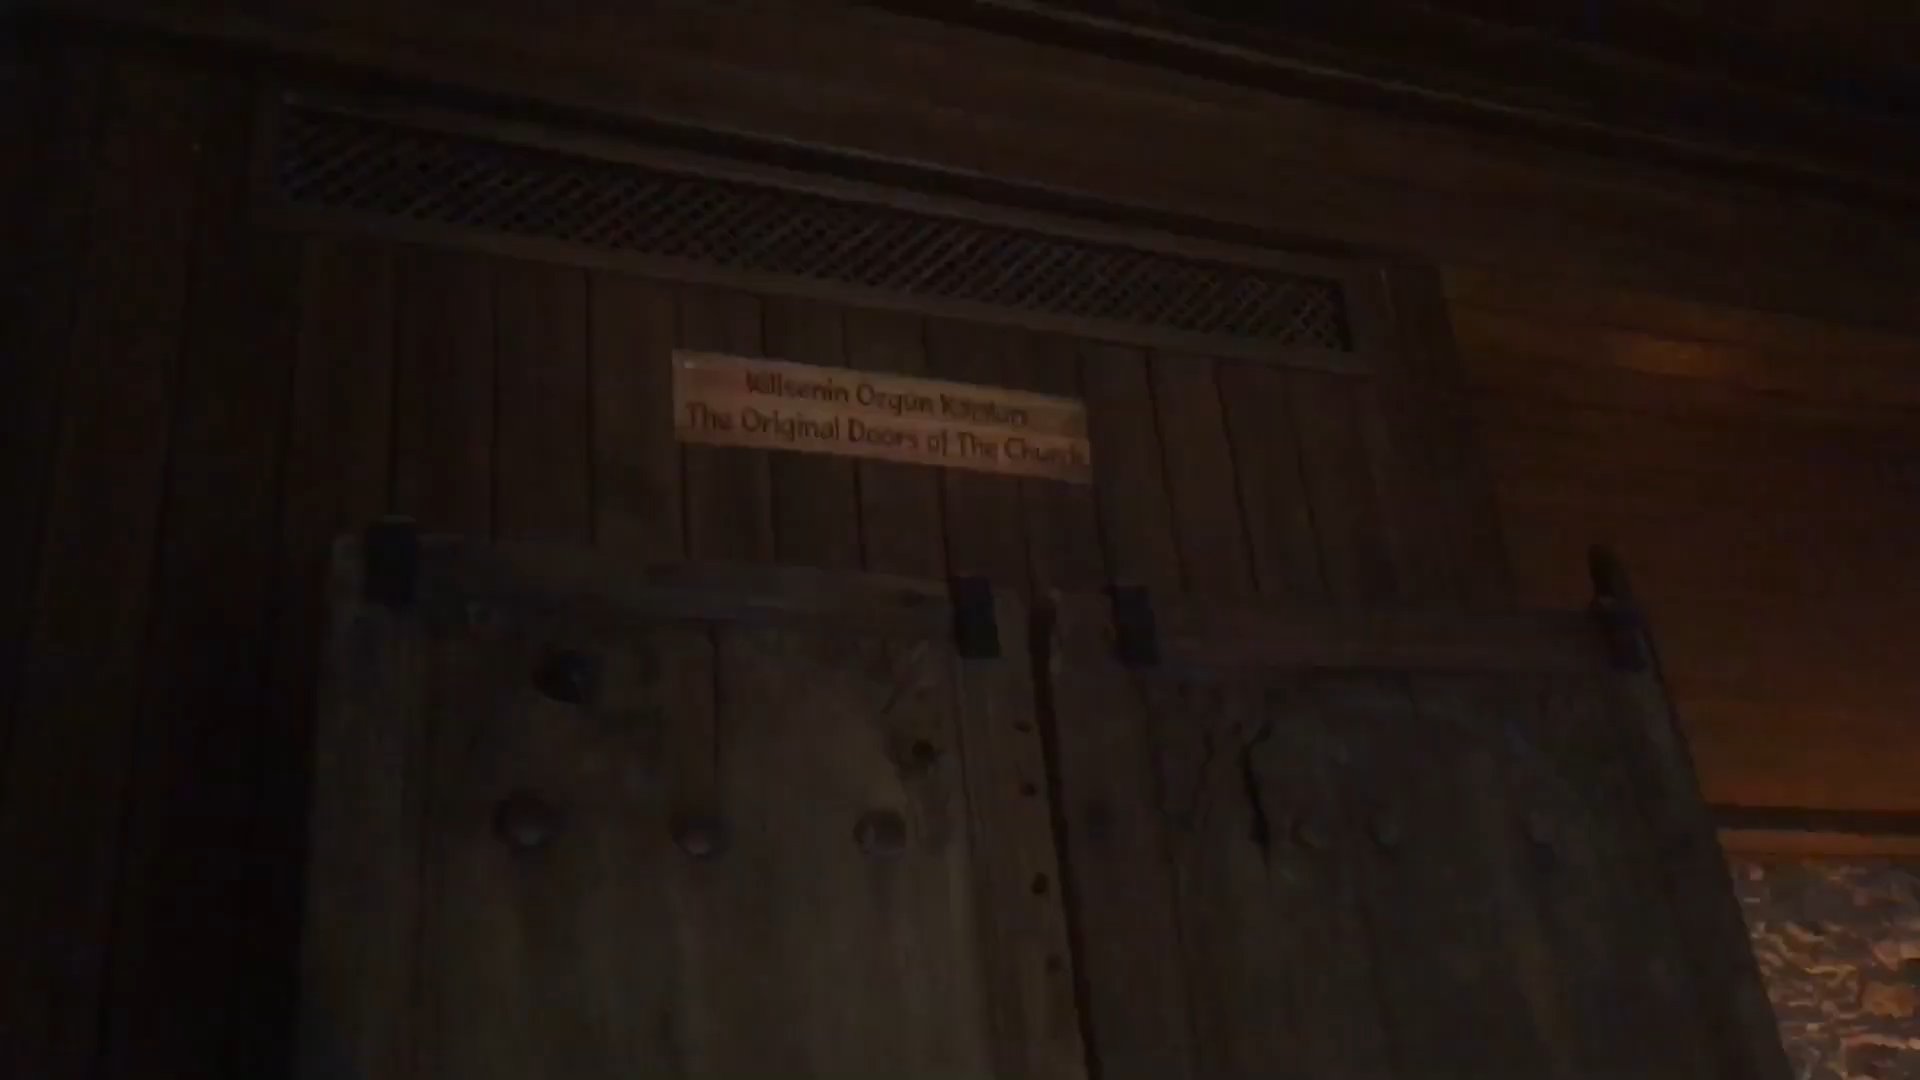 Kilisenin Özgün Kapıları
The Original Doors of The Church